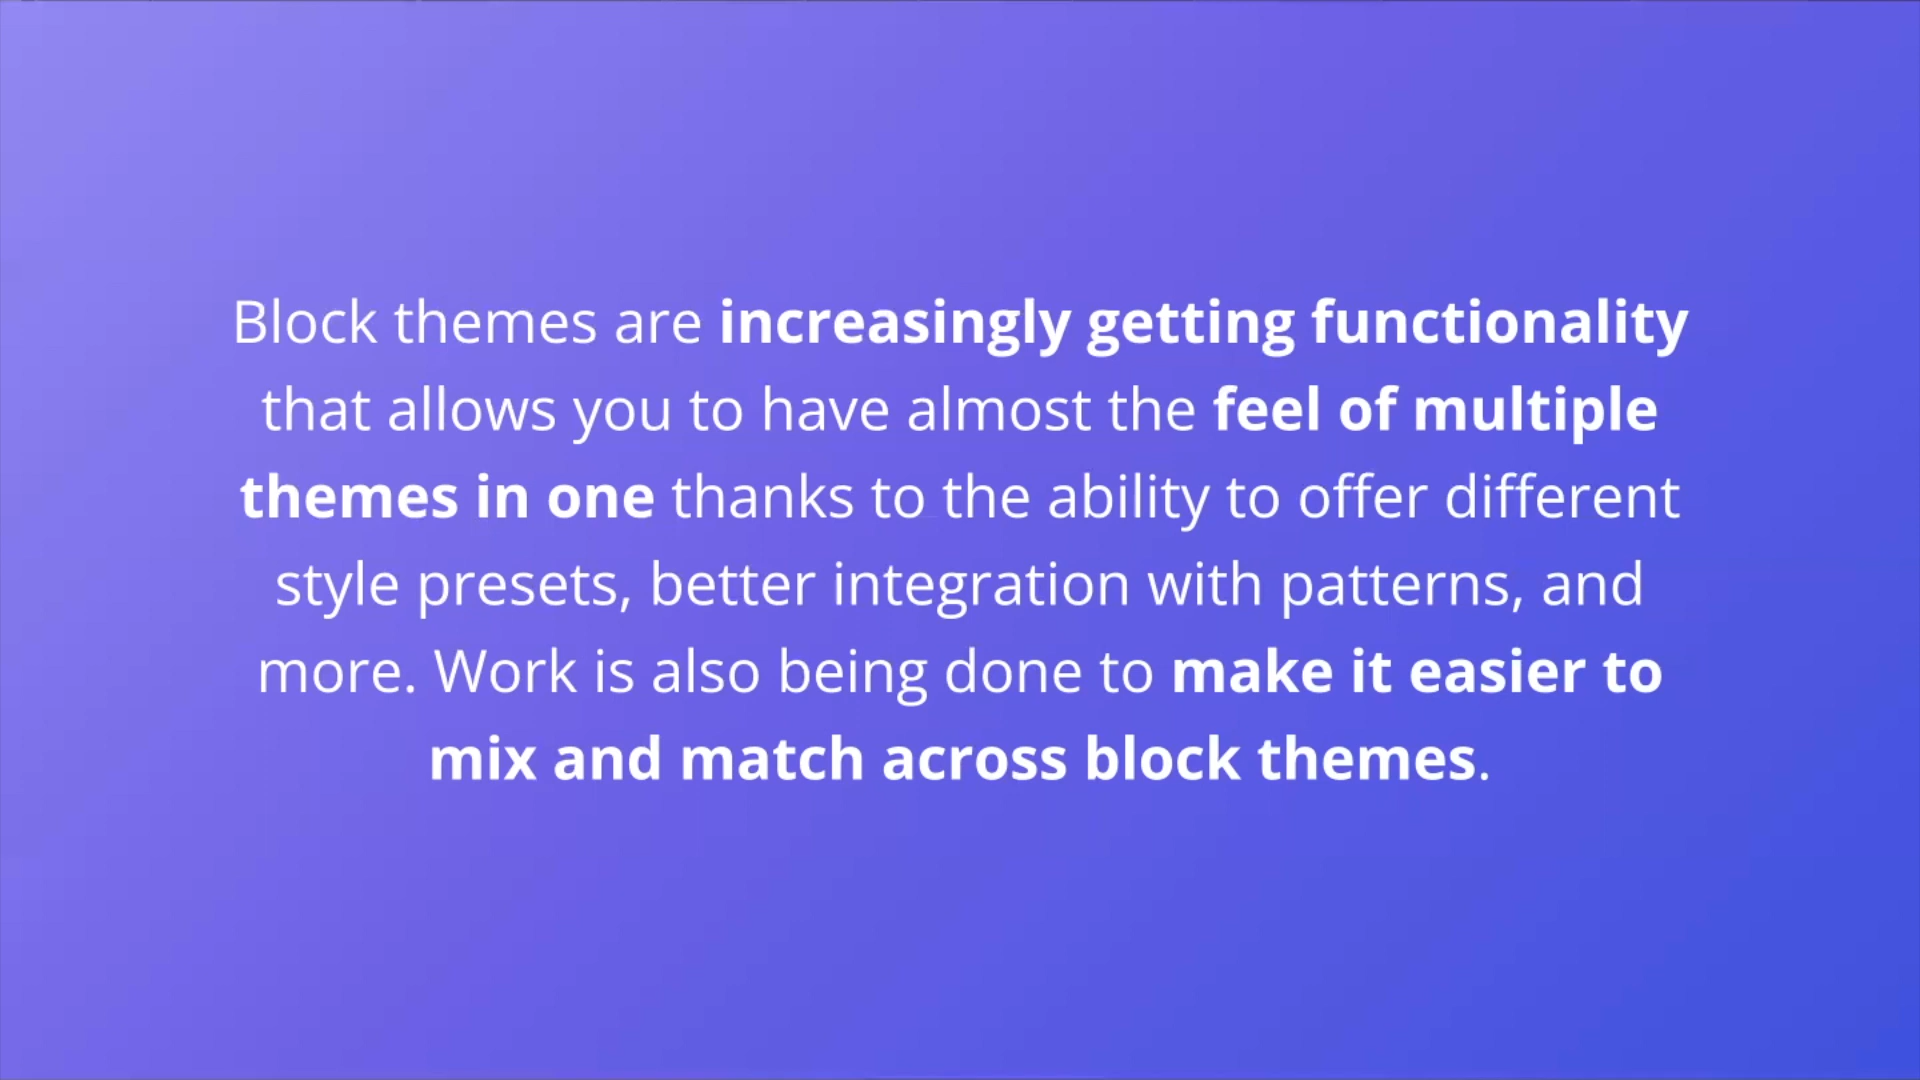 Block themes are increasingly getting functionality
that allows you to have almost the feel of multiple
themes in one thanks to the ability to offer different
style presets, better integration with patterns, and
more. Work is also being done to make it easier to
mix and match across block themes.